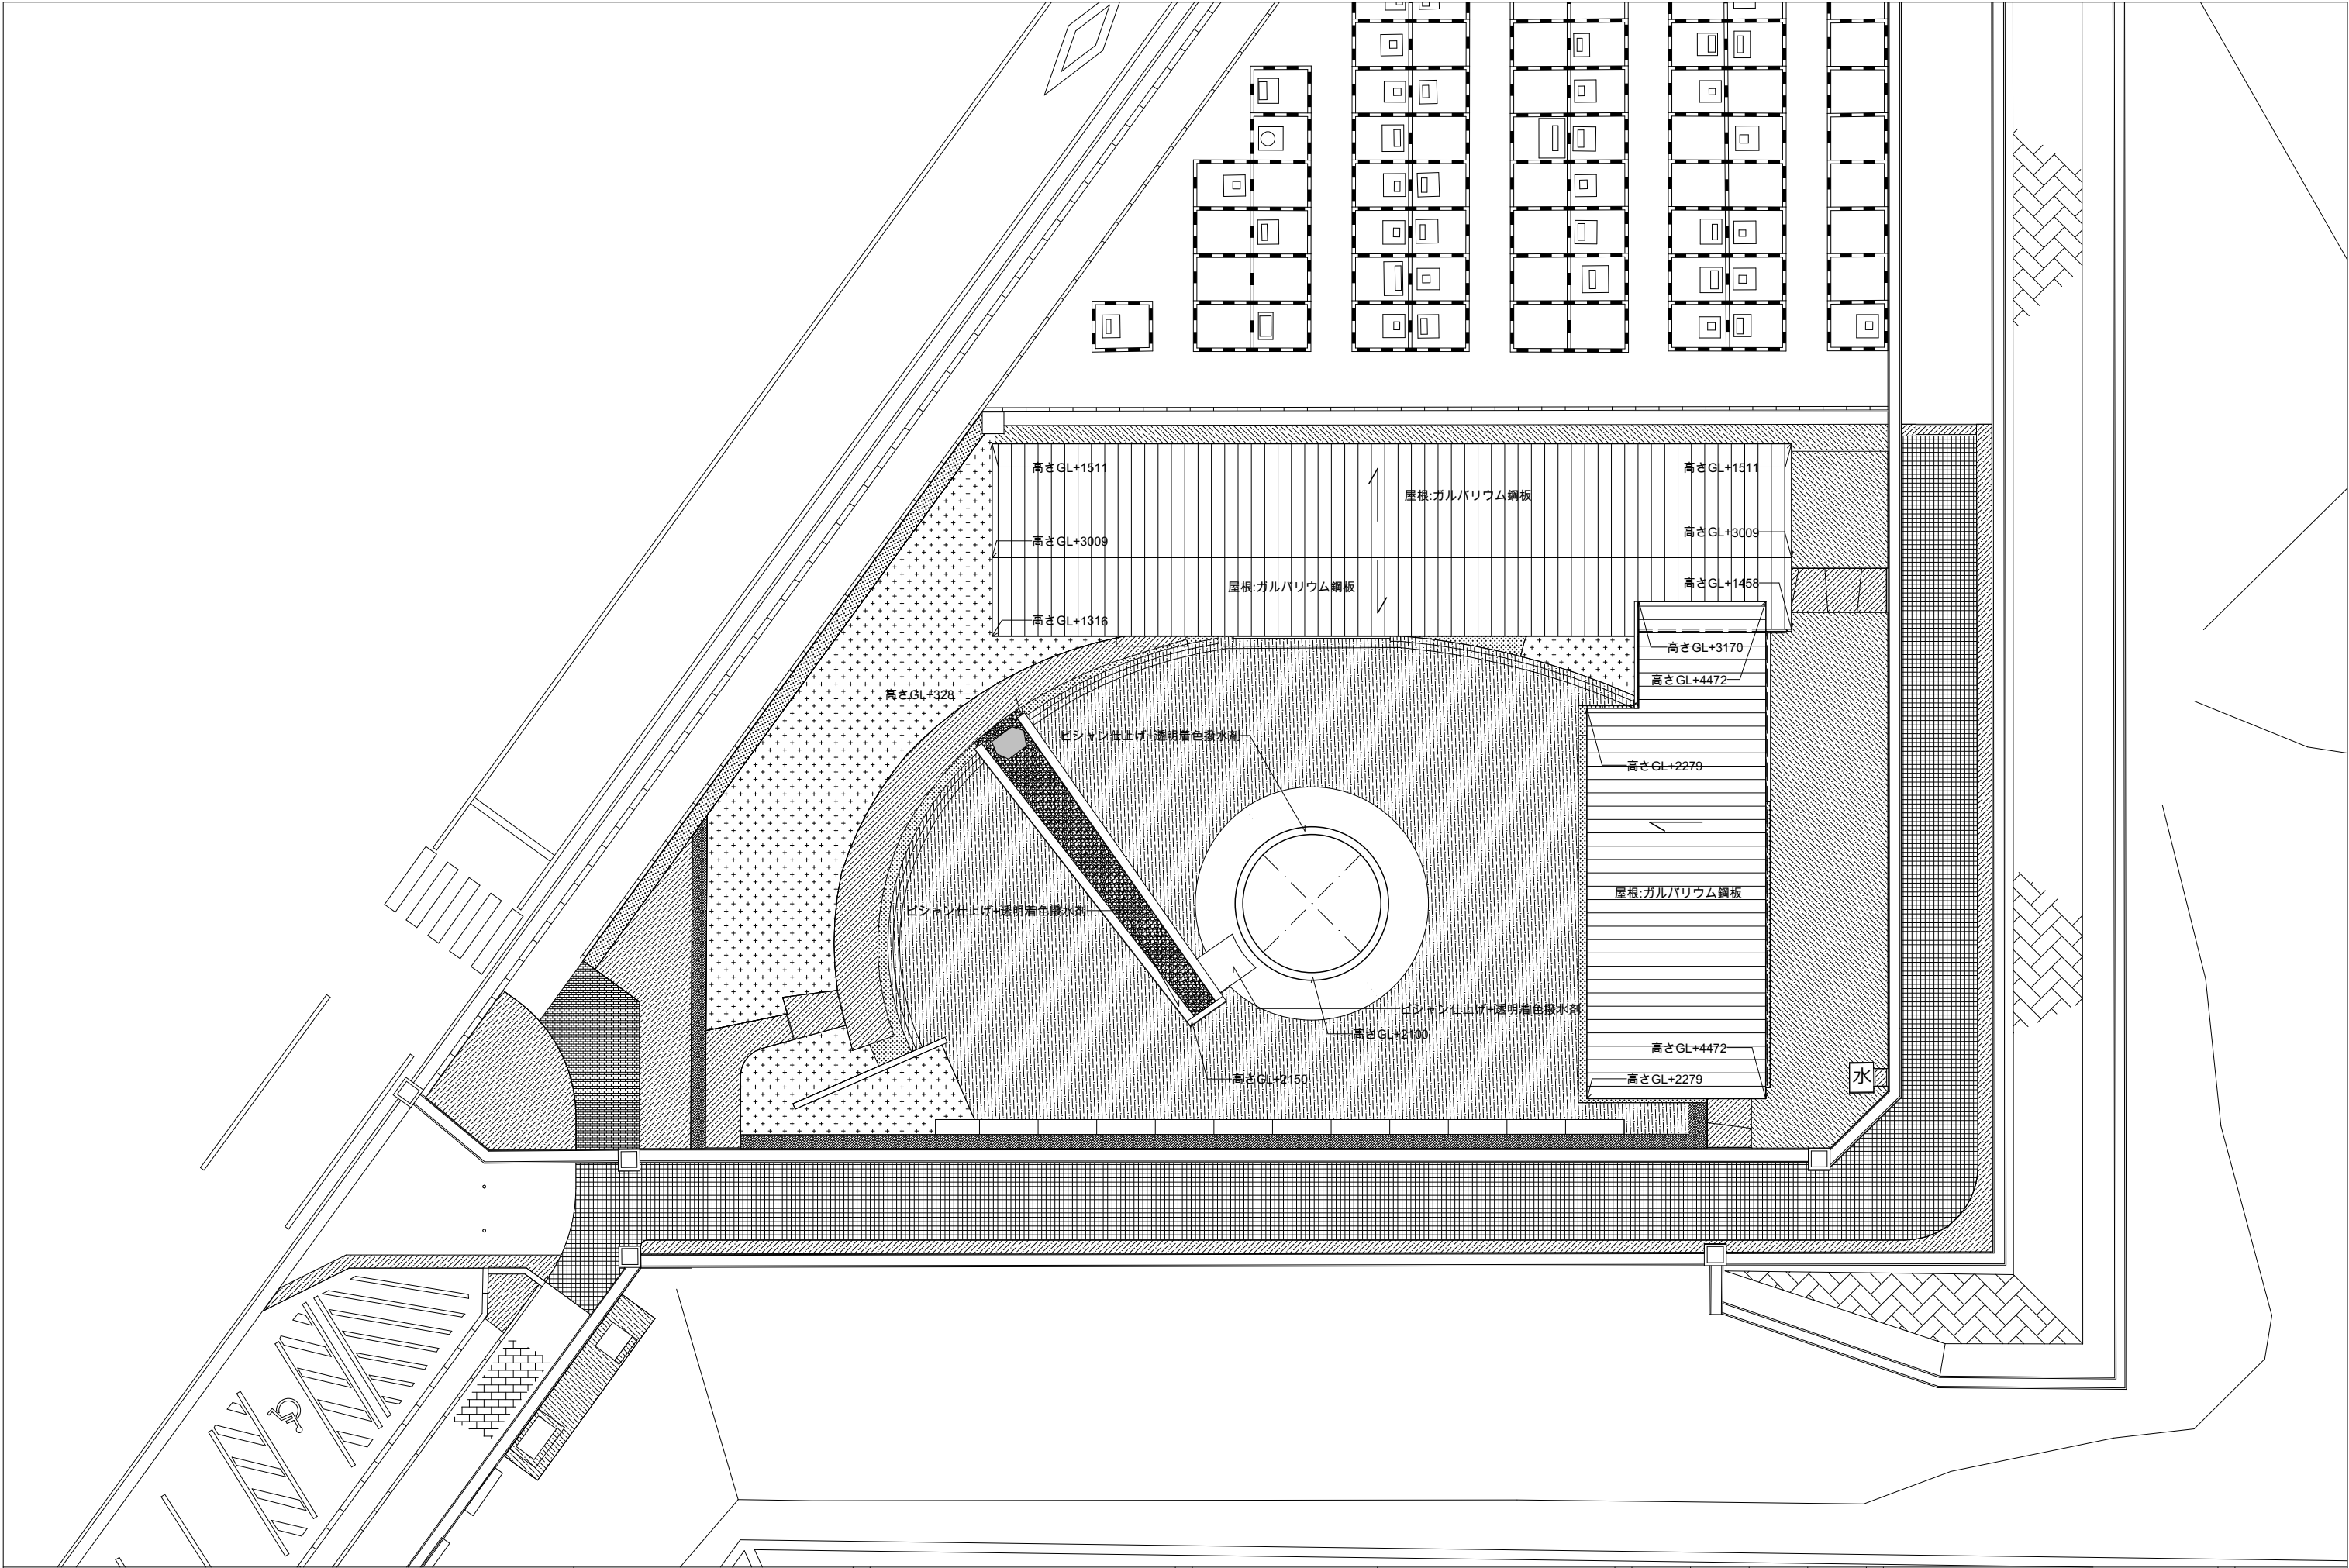 高さGL+1511
高さGL+1511
屋根:ガルバリウム鋼板
高さGL+3009
高さGL+3009
屋根:ガルバリウム鋼板
高さGL+1458
高さGL+1316
高さGL+3170
高さGL+4472
高さGL+328
ビシャン仕上げ+透明着色撥水剤
高さGL+2279
屋根:ガルバリウム鋼板
ビシャン仕上げ+透明着色撥水剤
ビシャン仕上げ+透明着色撥水剤
高さGL+2100
高さGL+4472
高さGL+2150
高さGL+2279
水